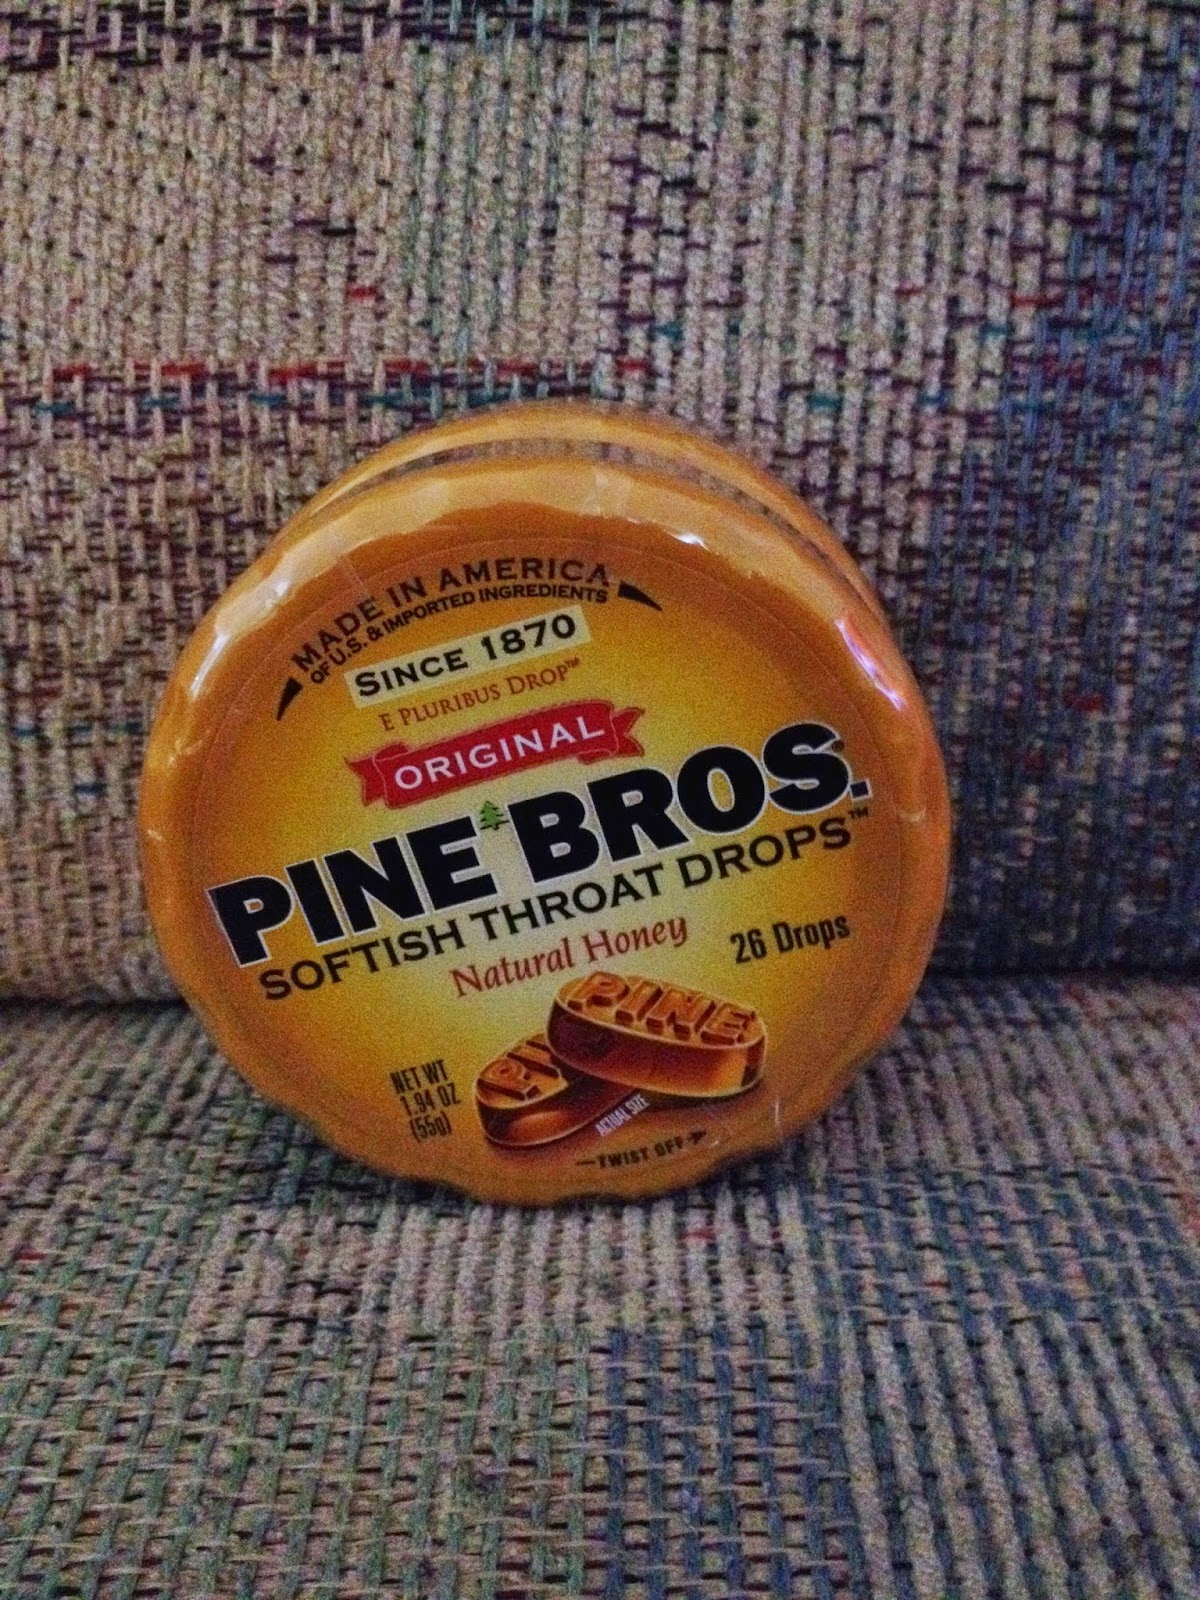 MADE IN AMERICA
OF U.S. & IMPORTED INGREDIENTS
SINCE 1870
E PLURIBUS DROP™
ORIGINAL
PINE BROS.®
SOFTISH THROAT DROPS™
Natural Honey
26 Drops
PINE
PI
NET WT
1.94 OZ
(55g)
ACTUAL SIZE
TWIST OFF